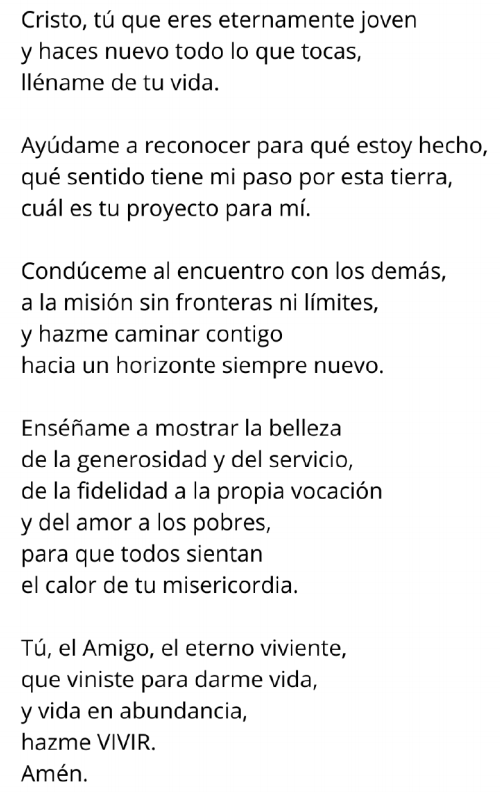 Cristo, tú que eres eternamente joven
y haces nuevo todo lo que tocas,
lléname de tu vida.
Ayúdame a reconocer para qué estoy hecho,
qué sentido tiene mi paso por esta tierra,
cuál es tu proyecto para mí.
Condúceme al encuentro con los demás,
a la misión sin fronteras ni límites,
y hazme caminar contigo
hacia un horizonte siempre nuevo.
Enséñame a mostrar la belleza
de la generosidad y del servicio,
de la fidelidad a la propia vocación
y del amor a los pobres,
para que todos sientan
el calor de tu misericordia.
Tú, el Amigo, el eterno viviente,
que viniste para darme vida,
y vida en abundancia,
hazme VIVIR.
Amén.